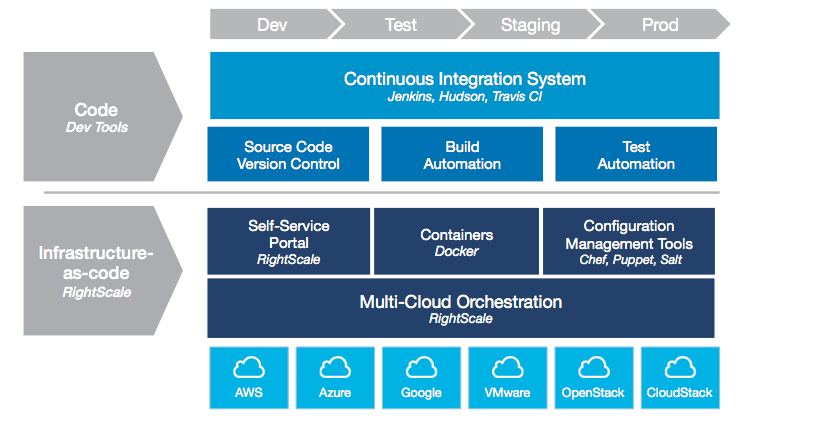 Dev
Test
Staging
Prod
Code
Dev Tools
Continuous Integration System
Jenkins, Hudson, Travis CI
Source Code
Version Control
Build
Automation
Test
Automation
Infrastructure-
as-code
RightScale
Self-Service
Portal
RightScale
Containers
Docker
Configuration
Management Tools
Chef, Puppet, Salt
Multi-Cloud Orchestration
RightScale
AWS
Azure
Google
VMware
OpenStack
CloudStack